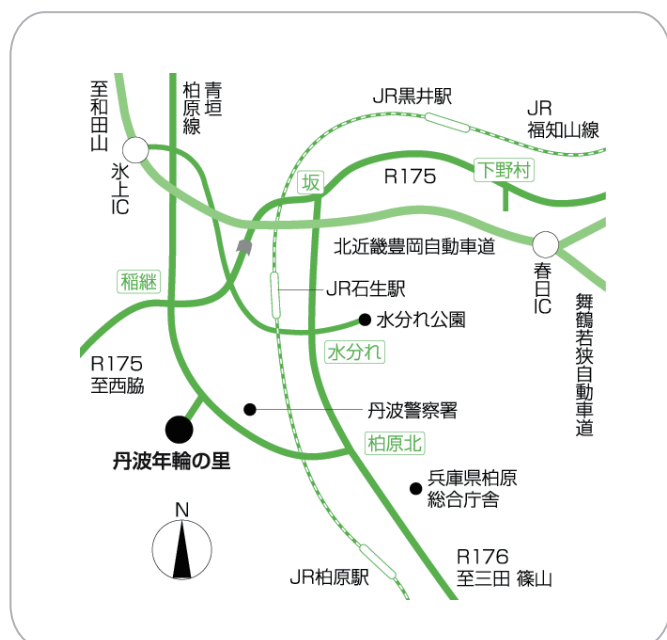 至和田山
青垣
柏原線
JR黒井駅
JR
福知山線
氷上IC
坂
R175
下野村
北近畿豊岡自動車道
春日IC
稲継
JR石生駅
水分れ公園
舞鶴若狭自動車道
水分れ
R175
至西脇
丹波警察署
柏原北
丹波年輪の里
兵庫県柏原
総合庁舎
N
R176
至三田 篠山
JR柏原駅